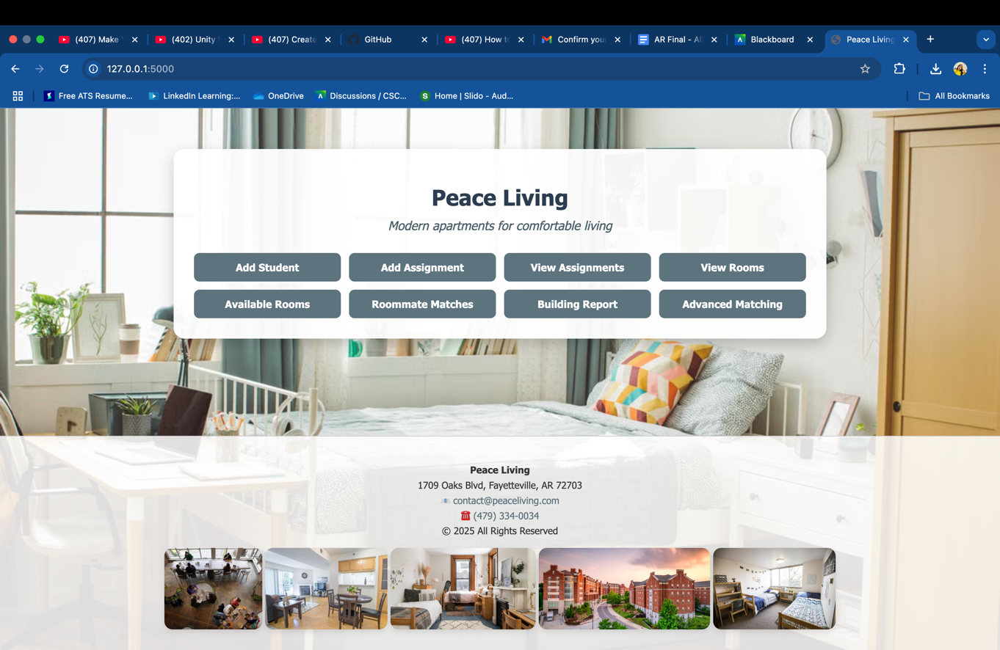 (407) Make
(402) Unity
(407) Create
GitHub
(407) How to
Confirm your
AR Final - Al
Blackboard
Peace Living
127.0.0.1:5000
Free ATS Resume...
LinkedIn Learning:...
OneDrive
Discussions / CSC...
Home | Slido - Aud...
All Bookmarks
Peace Living
Modern apartments for comfortable living
Add Student
Add Assignment
View Assignments
View Rooms
Available Rooms
Roommate Matches
Building Report
Advanced Matching
Peace Living
1709 Oaks Blvd, Fayetteville, AR 72703
📧 contact@peaceliving.com
☎ (479) 334-0034
© 2025 All Rights Reserved